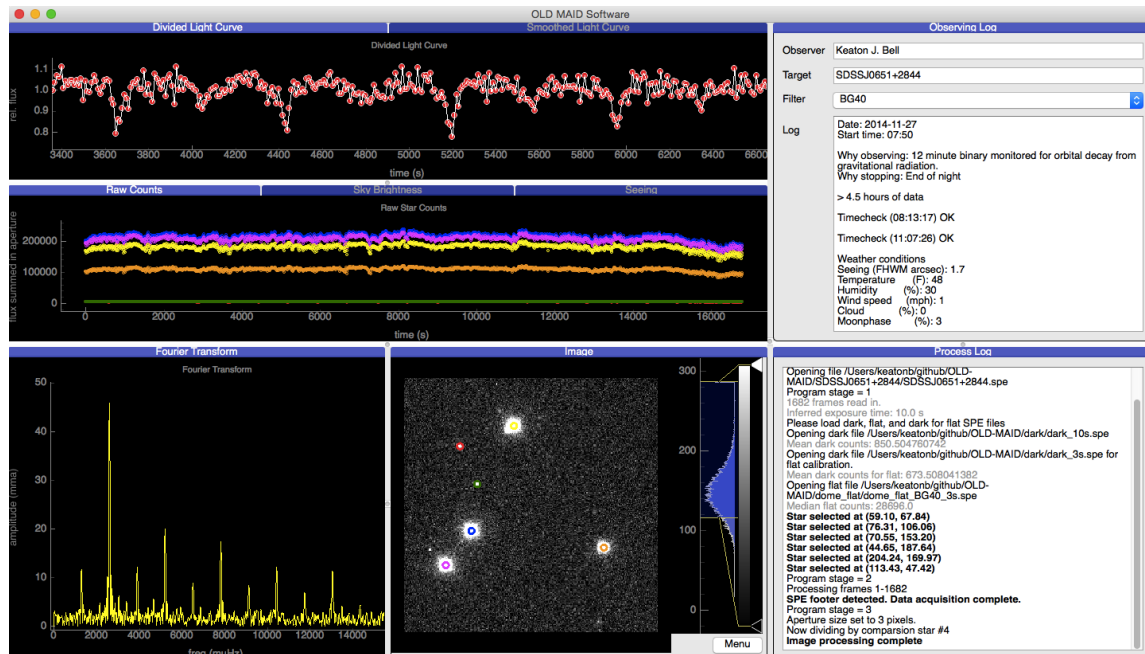 OLD MAID Software
Divided Light Curve
Smoothed Light Curve
Divided Light Curve
1.1
1.0
0.9
0.8
rel. flux
3400 3600 3800 4000 4200 4400 4600 4800 5000 5200 5400 5600 5800 6000 6200 6400 6600
time (s)
Raw Counts
Sky Brightness
Seeing
Raw Star Counts
200000
100000
0
flux summed in aperture
0 2000 4000 6000 8000 10000 12000 14000 16000
time (s)
Observing Log
Observer Keaton J. Bell
Target SDSSJ0651+2844
Filter BG40
Log
Date: 2014-11-27
Start time: 07:50
Why observing: 12 minute binary monitored for orbital decay from
gravitational radiation.
Why stopping: End of night
> 4.5 hours of data
Timecheck (08:13:17) OK
Timecheck (11:07:26) OK
Weather conditions
Seeing (FHWM arcsec): 1.7
Temperature (F): 48
Humidity (%): 30
Wind speed (mph): 1
Cloud (%): 0
Moonphase (%): 3
Fourier Transform
Fourier Transform
50
40
30
20
10
0
amplitude (mma)
0 2000 4000 6000 8000 10000 12000 14000
freq (muHz)
Image
300
200
100
0
Menu
Process Log
Opening file /Users/keatonb/github/OLD-
MAID/SDSSJ0651+2844/SDSSJ0651+2844.spe
Program stage = 1
1682 frames read in.
Inferred exposure time: 10.0 s
Please load dark, flat, and dark for flat SPE files
Opening dark file /Users/keatonb/github/OLD-MAID/dark/dark_10s.spe
Mean dark counts: 850.504760742
Opening dark file /Users/keatonb/github/OLD-MAID/dark/dark_3s.spe for
flat calibration.
Mean dark counts for flat: 673.508041382
Opening flat file /Users/keatonb/github/OLD-
MAID/dome_flat/dome_flat_BG40_3s.spe
Median flat counts: 28696.0
Star selected at (59.10, 67.84)
Star selected at (76.31, 106.06)
Star selected at (70.55, 153.20)
Star selected at (44.65, 187.64)
Star selected at (204.24, 169.97)
Star selected at (113.43, 47.42)
Program stage = 2
Processing frames 1-1682
SPE footer detected. Data acquisition complete.
Program stage = 3
Aperture size set to 3 pixels.
Now dividing by comparsion star #4
Image processing complete